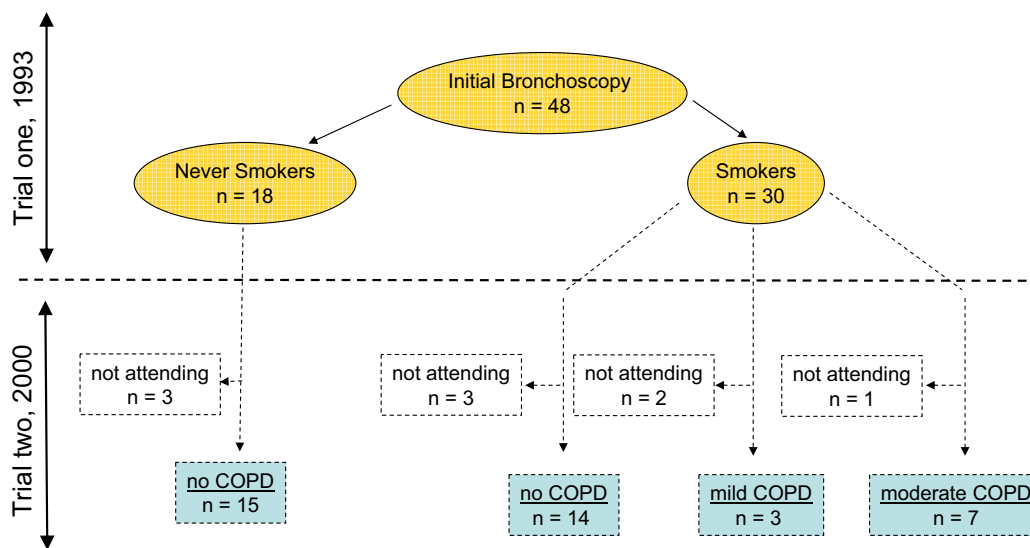 Trial one, 1993
Initial Bronchoscopy
n = 48
Never Smokers
n = 18
Smokers
n = 30
Trial two, 2000
not attending
n = 3
not attending
n = 3
not attending
n = 2
not attending
n = 1
no COPD
n = 15
no COPD
n = 14
mild COPD
n = 3
moderate COPD
n = 7